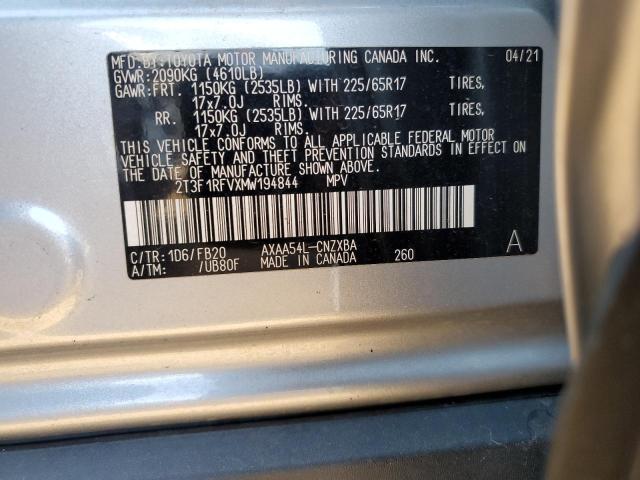 MFD. BY: TOYOTA MOTOR MANUFACTURING CANADA INC. 04/21
GVWR: 2090KG (4610LB)
GAWR: FRT. 1150KG (2535LB) WITH 225/65R17 TIRES,
17x7.0J RIMS.
RR. 1150KG (2535LB) WITH 225/65R17 TIRES,
17x7.0J RIMS.
THIS VEHICLE CONFORMS TO ALL APPLICABLE FEDERAL MOTOR
VEHICLE SAFETY AND THEFT PREVENTION STANDARDS IN EFFECT ON
THE DATE OF MANUFACTURE SHOWN ABOVE.
2T3F1RFVXMW194844 MPV
C/TR: 1D6/FB20 AXAA54L-CNZXBA A
A/TM: /UB80F MADE IN CANADA 260